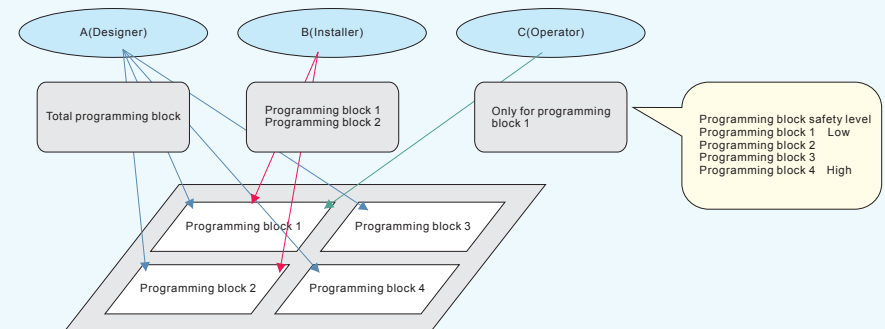 A(Designer)
B(Installer)
C(Operator)
Total programming block
Programming block 1
Programming block 2
Only for programming
block 1
Programming block safety level
Programming block 1 Low
Programming block 2
Programming block 3
Programming block 4 High
Programming block 1
Programming block 3
Programming block 2
Programming block 4